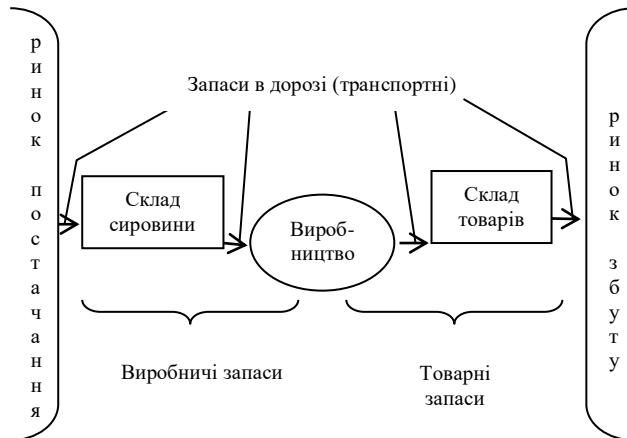 ринок постачання
Запаси в дорозі (транспортні)
Склад
сировини
Вироб-
ництво
Склад
товарів
ринок збуту
Виробничі запаси
Товарні
запаси